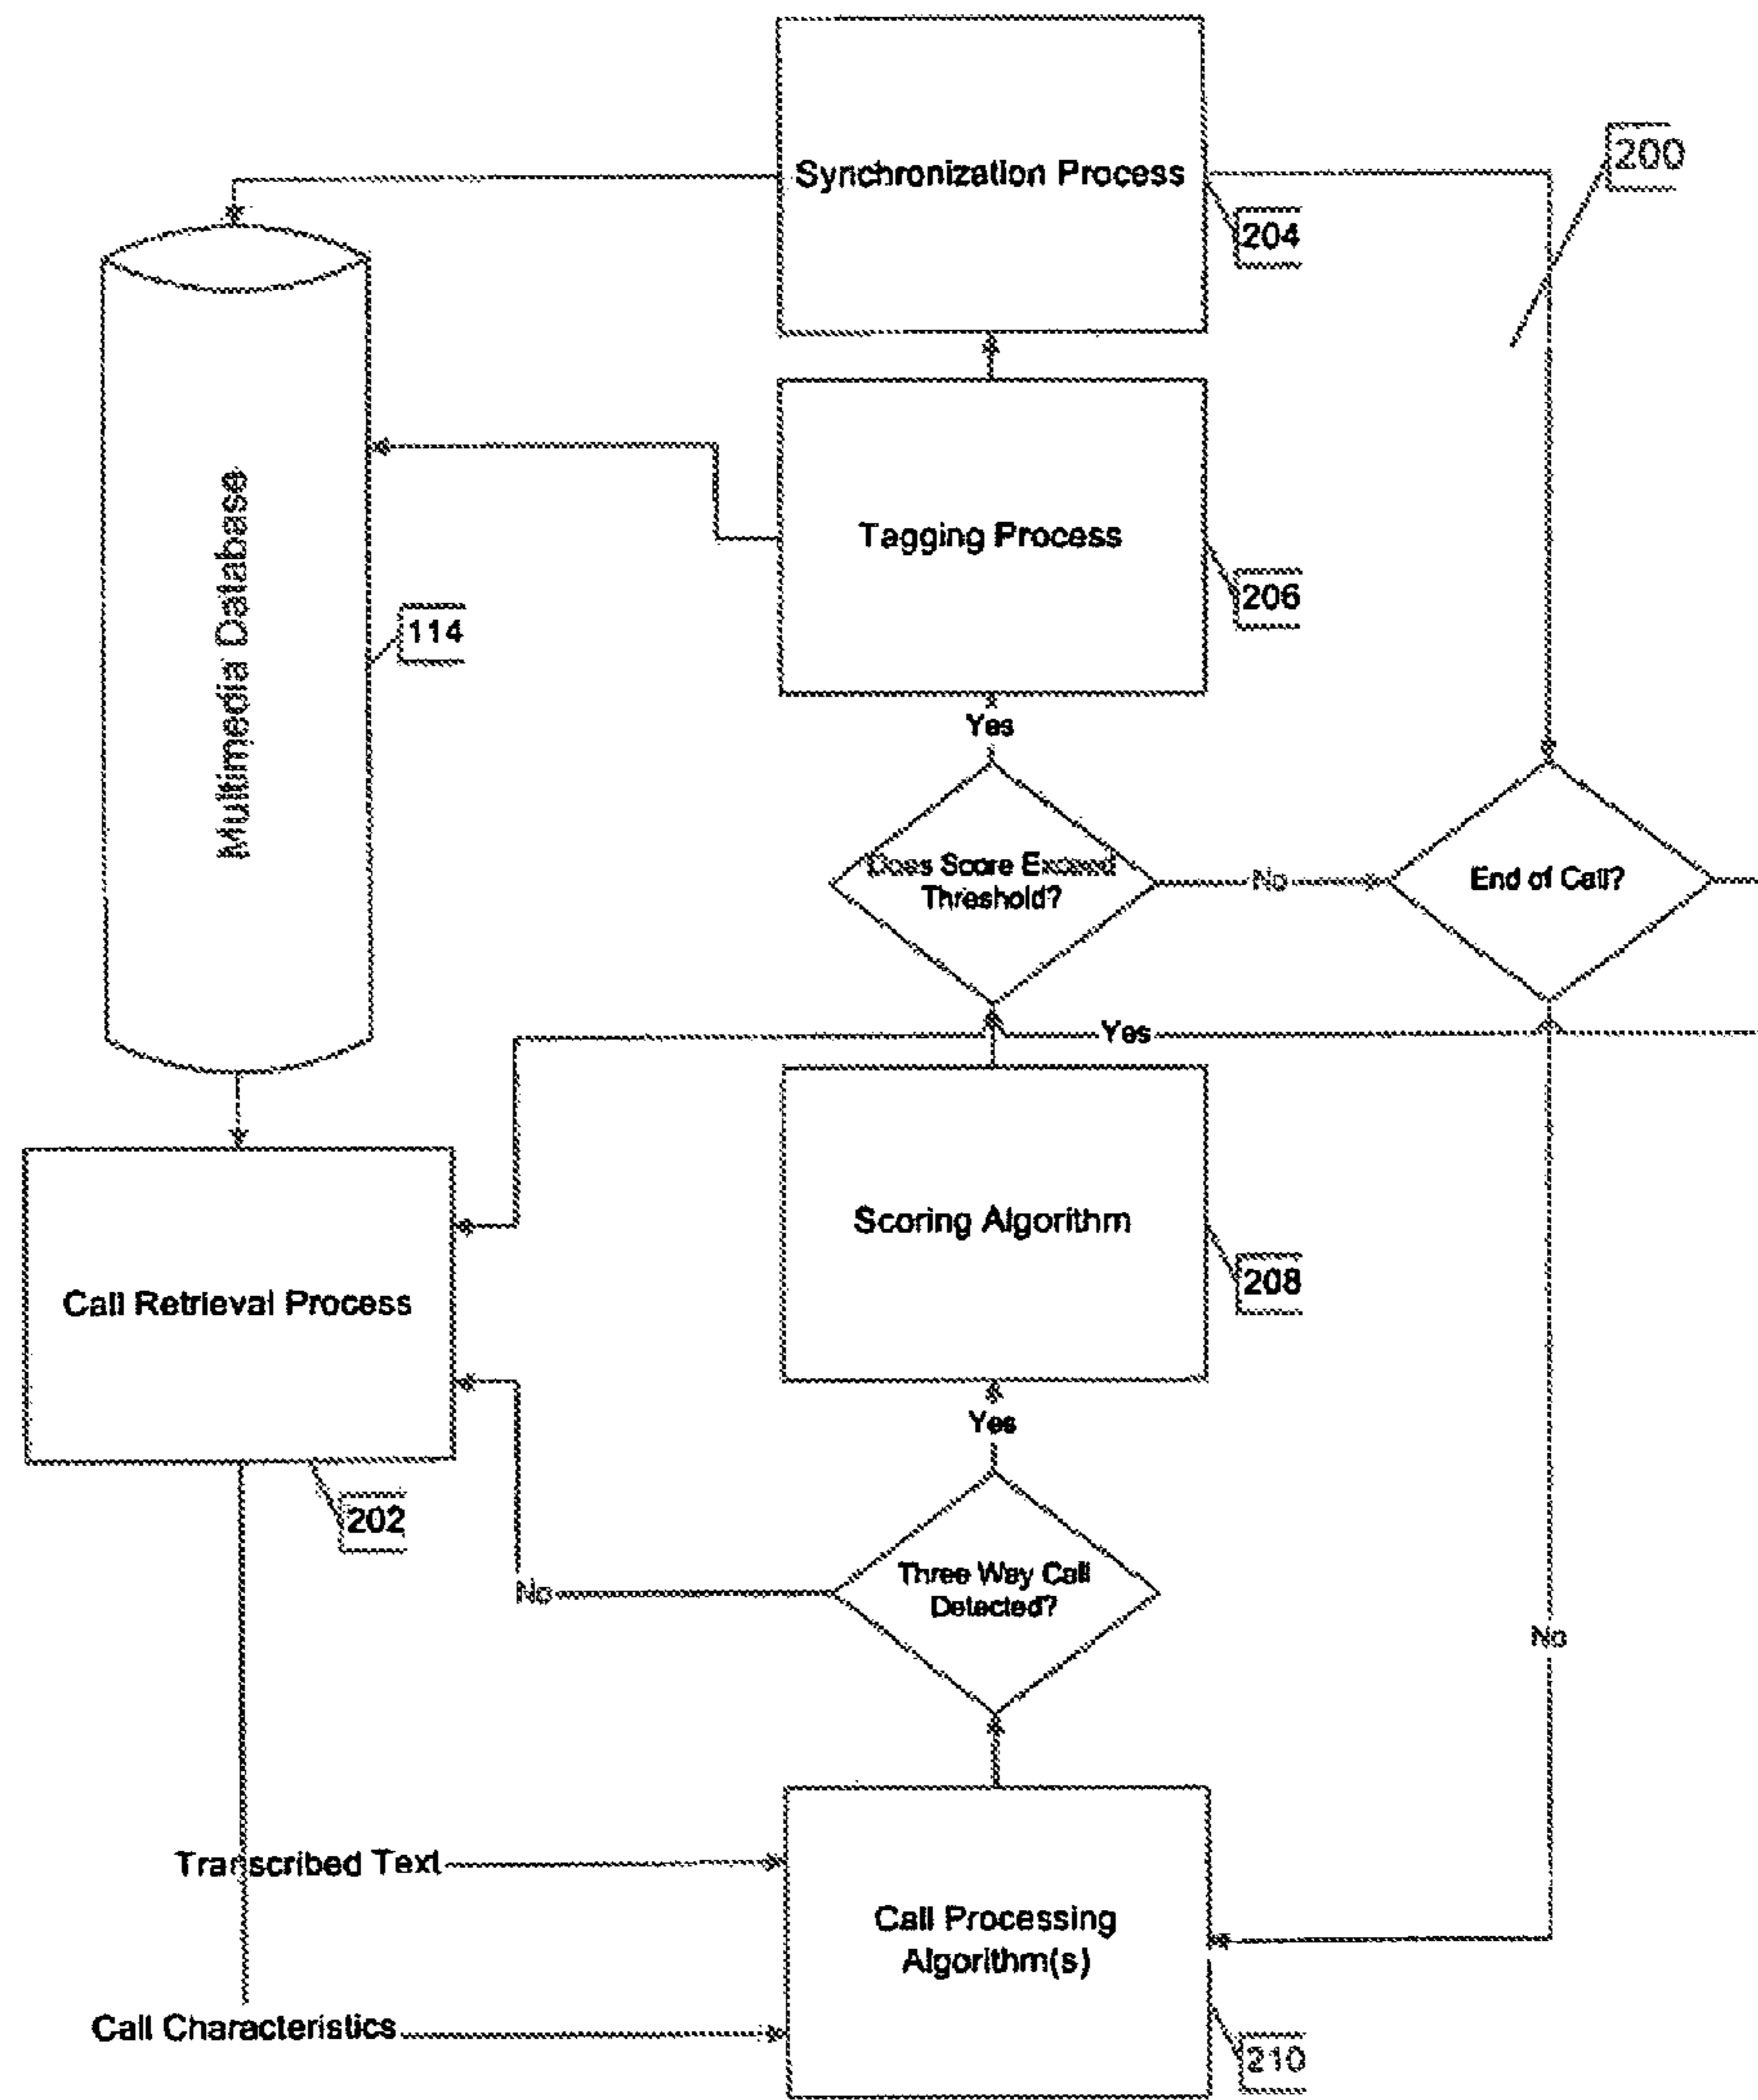 Synchronization Process
200
204
Multimedia Database
114
Tagging Process
206
Yes
Does Score Exceed
Threshold?
No
End of Call?
Yes
Scoring Algorithm
208
Call Retrieval Process
202
Yes
Three Way Call
Detected?
No
No
Transcribed Text
Call Processing
Algorithm(s)
Call Characteristics
210